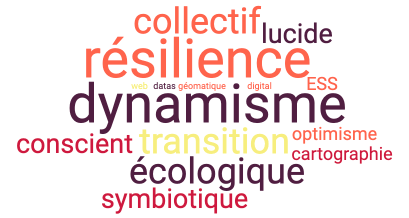 collectif
lucide
résilience
web datas géomatique digital ESS
dynamisme
conscient transition optimisme
cartographie
écologique
symbiotique